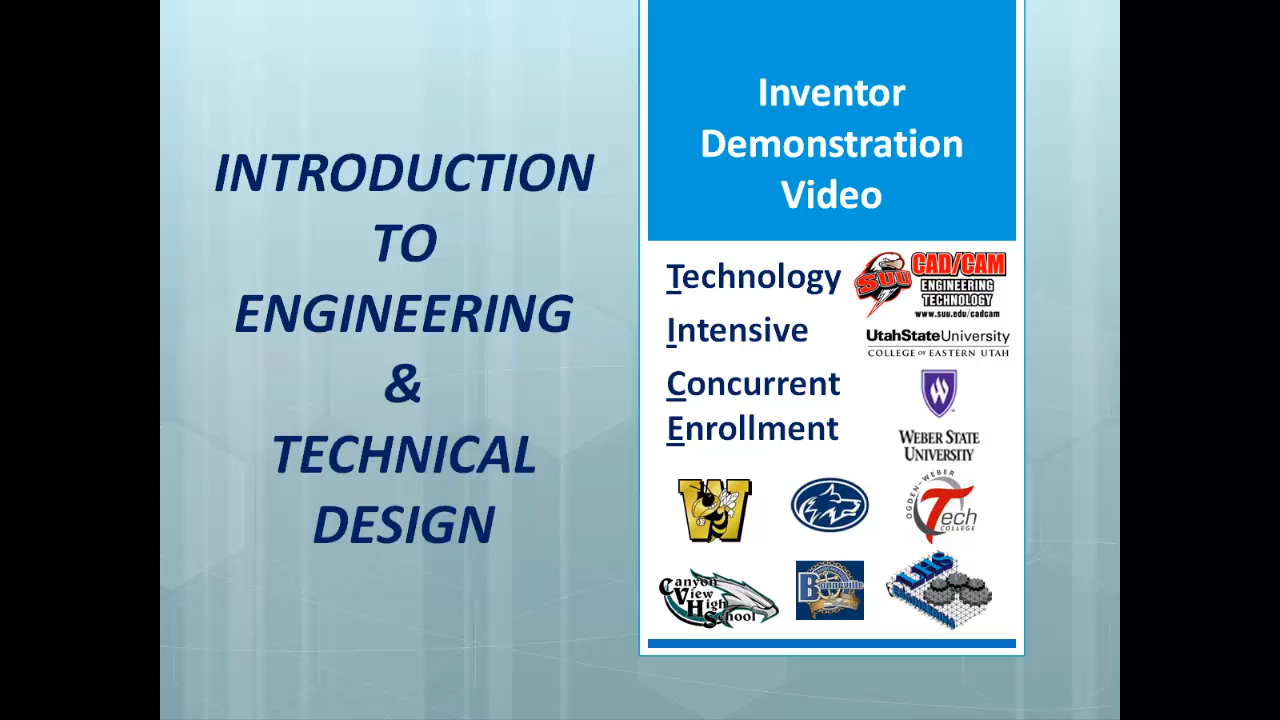 INTRODUCTION
TO
ENGINEERING
&
TECHNICAL
DESIGN
Inventor
Demonstration
Video
Technology
Intensive
Concurrent
Enrollment
SUU
CAD/CAM
ENGINEERING
TECHNOLOGY
www.suu.edu/cadcam
UtahStateUniversity
COLLEGE OF EASTERN UTAH
WEBER STATE
UNIVERSITY
W
OGDEN-WEBER
Tech
COLLEGE
Canyon
View
High
School
Bonneville
LHS